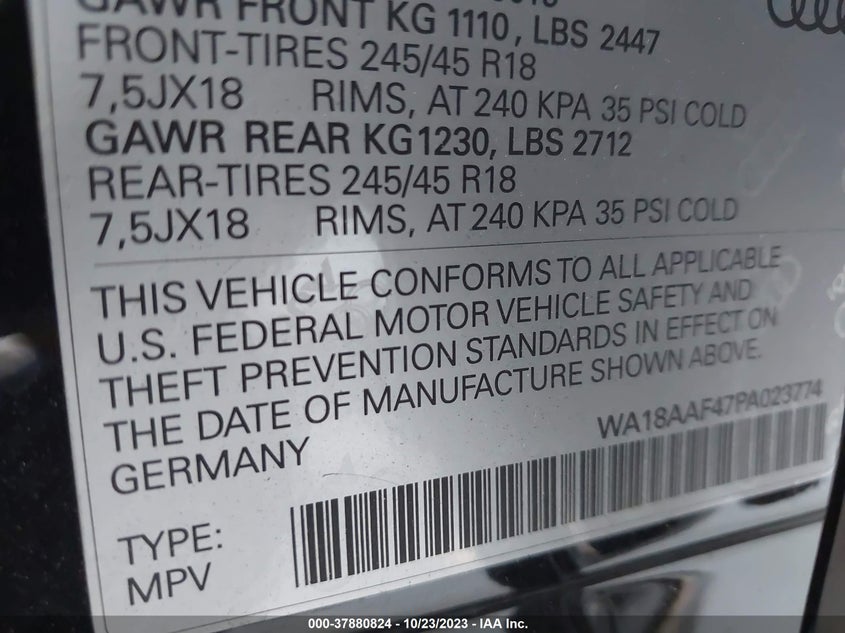 GAWR FRONT KG 1110, LBS 2447
FRONT-TIRES 245/45 R18
7,5JX18 RIMS, AT 240 KPA 35 PSI COLD
GAWR REAR KG1230, LBS 2712
REAR-TIRES 245/45 R18
7,5JX18 RIMS, AT 240 KPA 35 PSI COLD
THIS VEHICLE CONFORMS TO ALL APPLICABLE
U.S. FEDERAL MOTOR VEHICLE SAFETY AND
THEFT PREVENTION STANDARDS IN EFFECT ON
THE DATE OF MANUFACTURE SHOWN ABOVE.
GERMANY
WA18AAF47PA023774
TYPE:
MPV
000-37880824 - 10/23/2023 - IAA Inc.